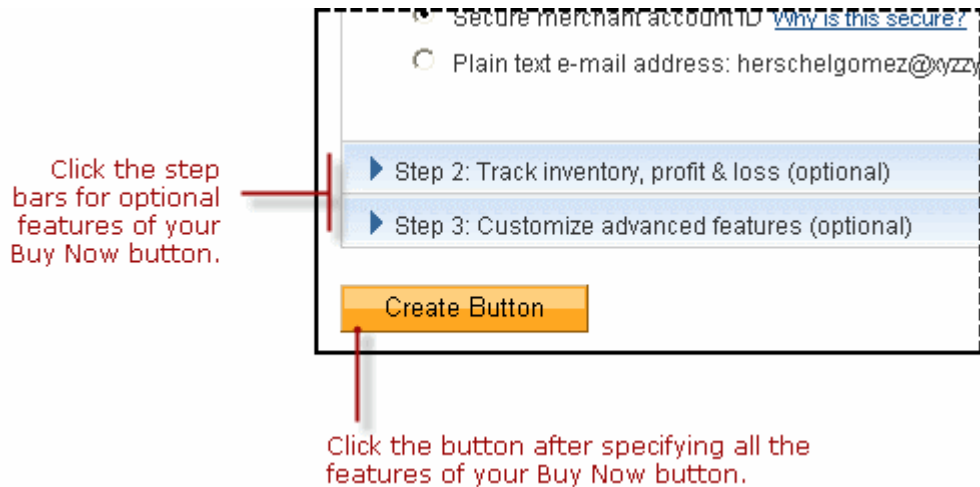 Secure merchant account ID Why is this secure?
Plain text e-mail address: herschelgomez@xyzzy
Click the step
bars for optional
features of your
Buy Now button.
Step 2: Track inventory, profit & loss (optional)
Step 3: Customize advanced features (optional)
Create Button
Click the button after specifying all the
features of your Buy Now button.